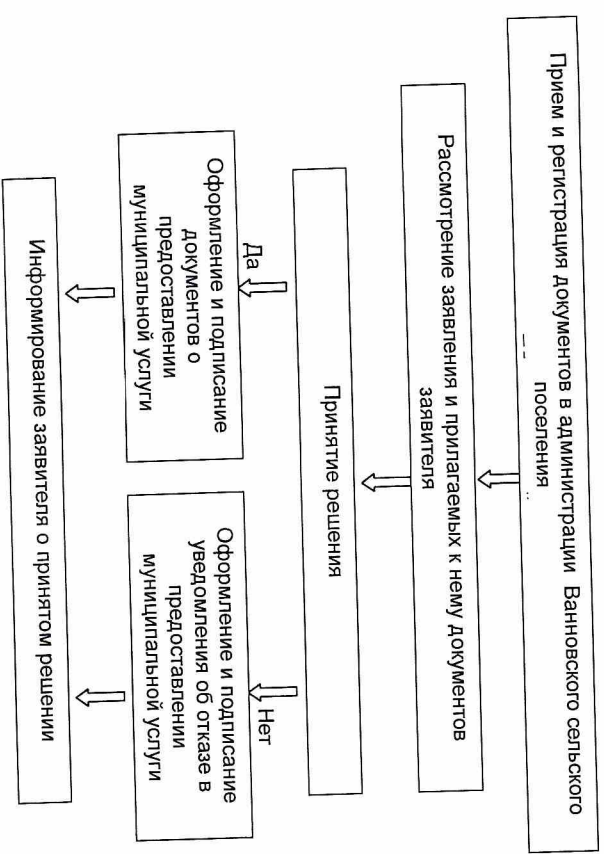 Прием и регистрация документов в администрации Ванновского сельского
поселения
Рассмотрение заявления и прилагаемых к нему документов
заявителя
Принятие решения
Да
Нет
Оформление и подписание
документов о
предоставлении
муниципальной услуги
Оформление и подписание
уведомления об отказе в
предоставлении
муниципальной услуги
Информирование заявителя о принятом решении